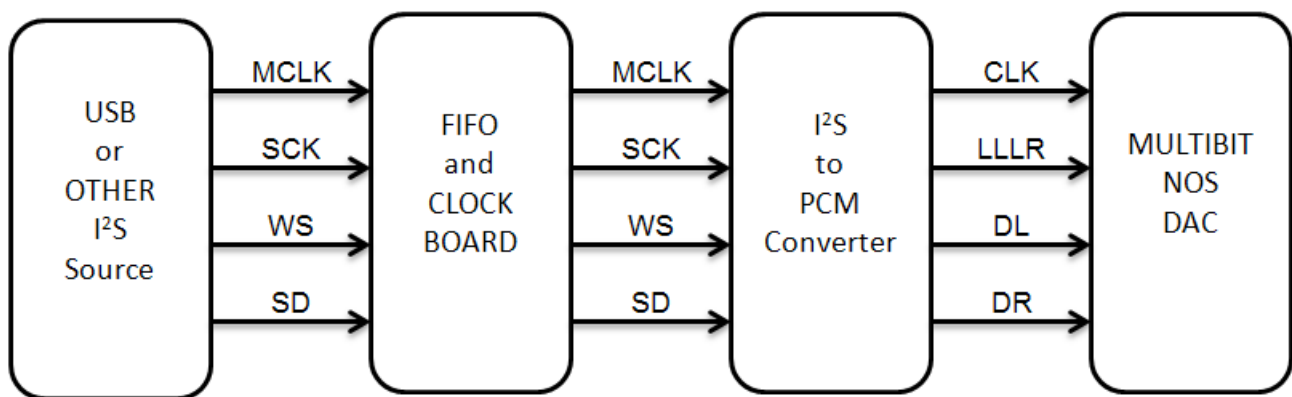 USB
or
OTHER
I²S
Source
MCLK
SCK
WS
SD
FIFO
and
CLOCK
BOARD
MCLK
SCK
WS
SD
I²S
to
PCM
Converter
CLK
LLLR
DL
DR
MULTIBIT
NOS
DAC